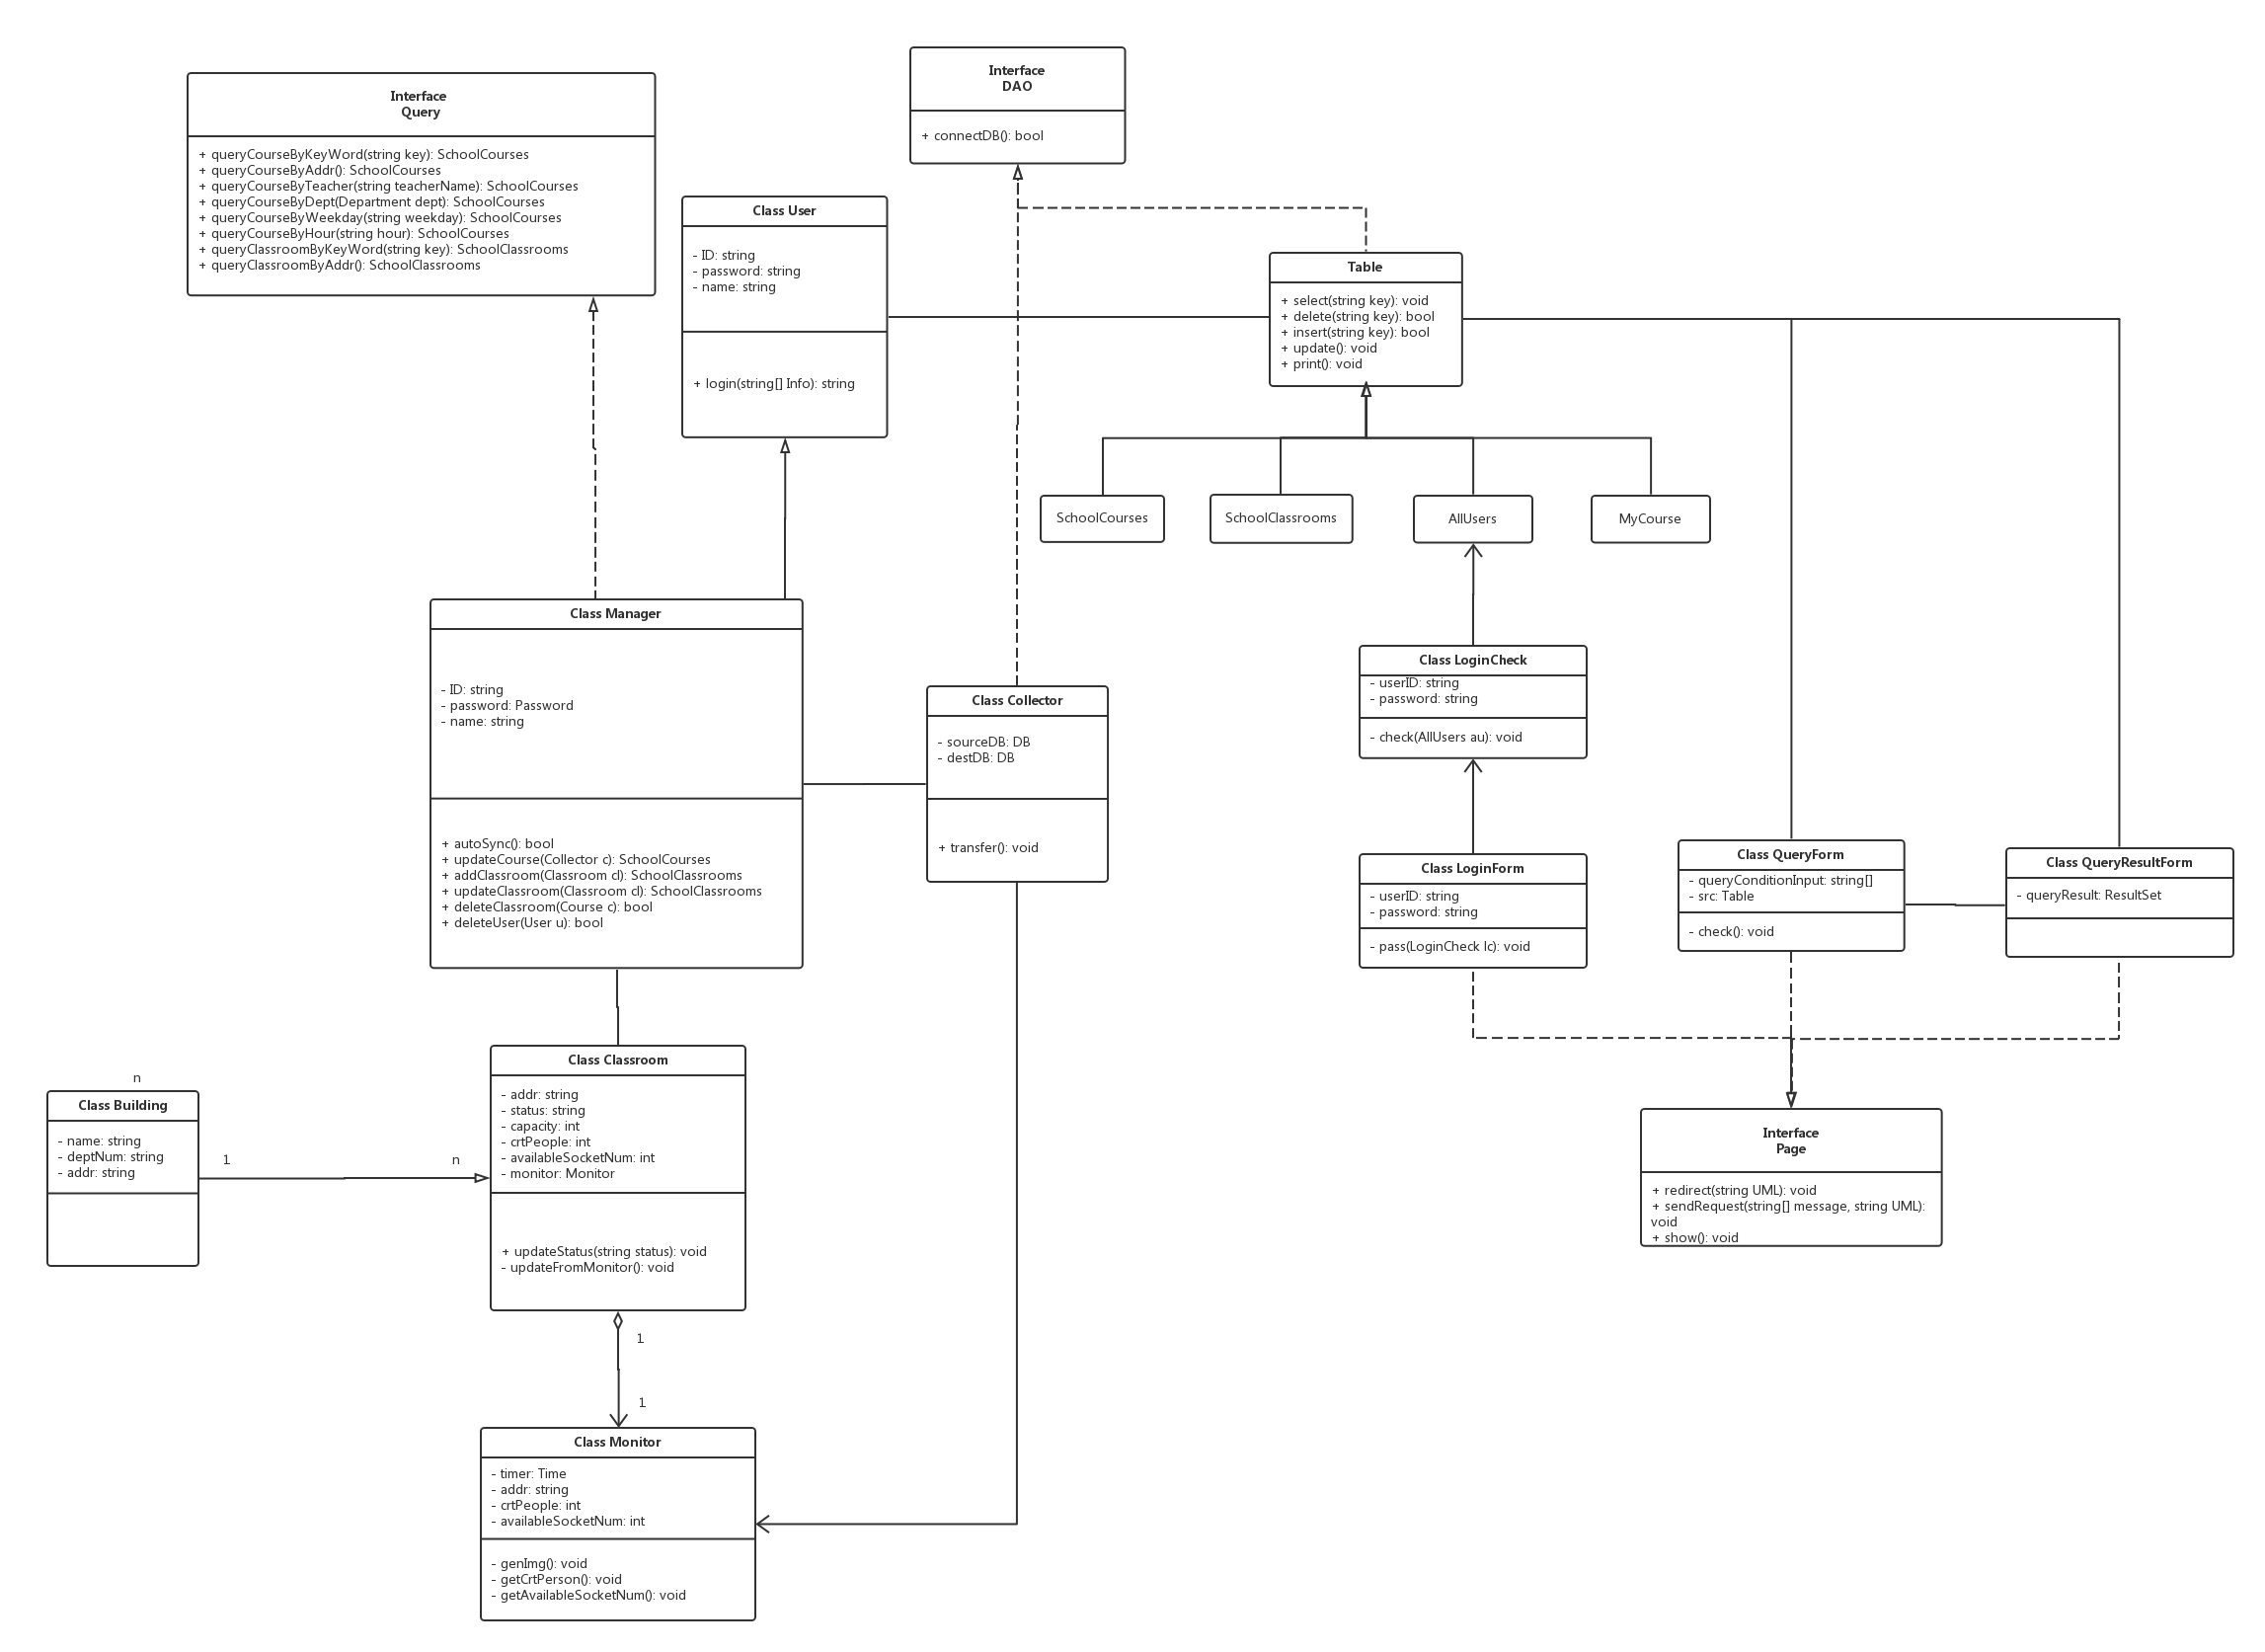 Interface
DAO
+ connectDB(): bool
Interface
Query
+ queryCourseByKeyWord(string key): SchoolCourses
+ queryCourseByAddr(): SchoolCourses
+ queryCourseByTeacher(string teacherName): SchoolCourses
+ queryCourseByDept(Department dept): SchoolCourses
+ queryCourseByWeekday(string weekday): SchoolCourses
+ queryCourseByHour(string hour): SchoolCourses
+ queryClassroomByKeyWord(string key): SchoolClassrooms
+ queryClassroomByAddr(): SchoolClassrooms
Class User
- ID: string
- password: string
- name: string
+ login(string[] Info): string
Table
+ select(string key): void
+ delete(string key): bool
+ insert(string key): bool
+ update(): void
+ print(): void
SchoolCourses
SchoolClassrooms
AllUsers
MyCourse
Class Manager
- ID: string
- password: Password
- name: string
+ autoSync(): bool
+ updateCourse(Collector c): SchoolCourses
+ addClassroom(Classroom cl): SchoolClassrooms
+ updateClassroom(Classroom cl): SchoolClassrooms
+ deleteClassroom(Course c): bool
+ deleteUser(User u): bool
Class Collector
- sourceDB: DB
- destDB: DB
+ transfer(): void
Class LoginCheck
- userID: string
- password: string
- check(AllUsers au): void
Class LoginForm
- userID: string
- password: string
- pass(LoginCheck lc): void
Class QueryForm
- queryConditionInput: string[]
- src: Table
- check(): void
Class QueryResultForm
- queryResult: ResultSet
n
Class Building
- name: string
- deptNum: string
- addr: string
1
n
Class Classroom
- addr: string
- status: string
- capacity: int
- crtPeople: int
- availableSocketNum: int
- monitor: Monitor
+ updateStatus(string status): void
- updateFromMonitor(): void
1
1
Interface
Page
+ redirect(string UML): void
+ sendRequest(string[] message, string UML):
void
+ show(): void
Class Monitor
- timer: Time
- addr: string
- crtPeople: int
- availableSocketNum: int
- genImg(): void
- getCrtPerson(): void
- getAvailableSocketNum(): void